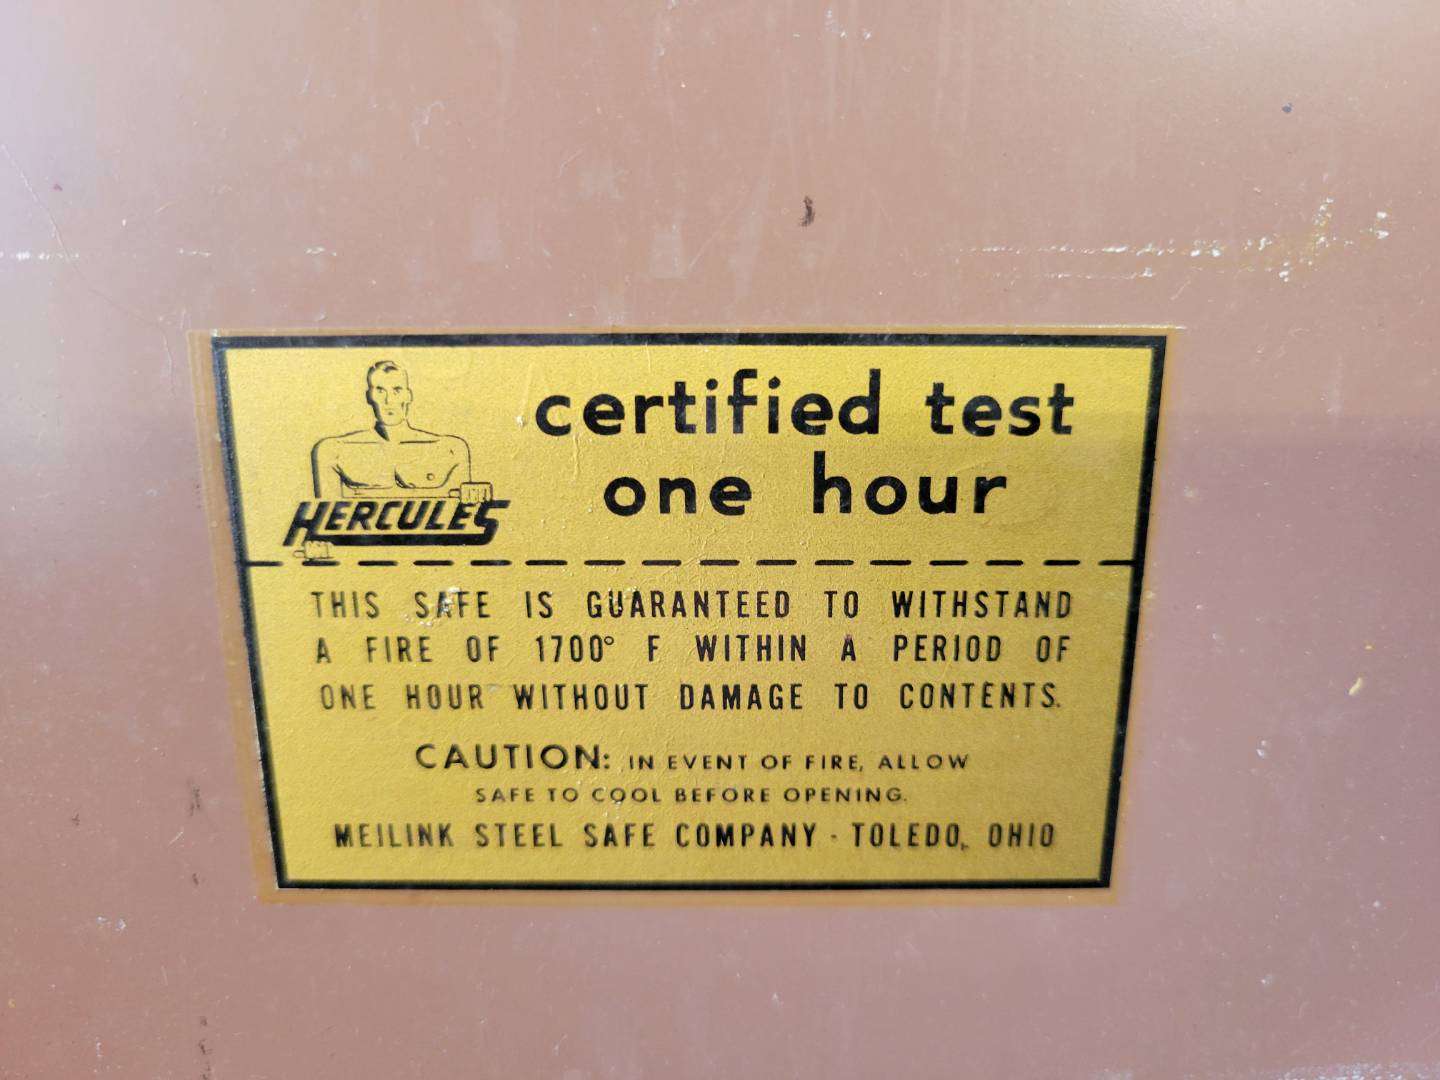 certified test
one hour
HERCULES
THIS SAFE IS GUARANTEED TO WITHSTAND
A FIRE OF 1700° F WITHIN A PERIOD OF
ONE HOUR WITHOUT DAMAGE TO CONTENTS.
CAUTION: IN EVENT OF FIRE, ALLOW
SAFE TO COOL BEFORE OPENING.
MEILINK STEEL SAFE COMPANY · TOLEDO, OHIO